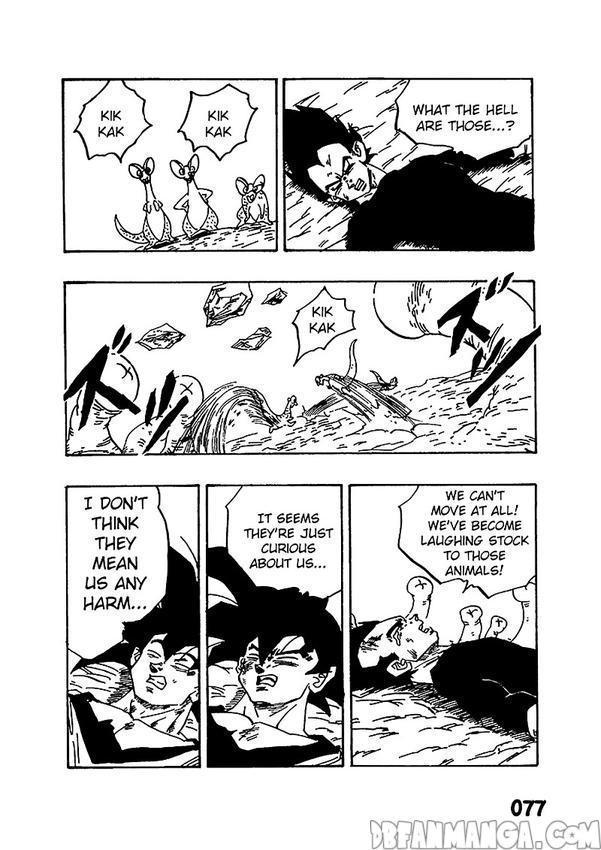 KIK
KAK
KIK
KAK
WHAT THE HELL
ARE THOSE...?
KIK
KAK
ズ
ズ
I DON'T
THINK
THEY
MEAN
US ANY
HARM...
IT SEEMS
THEY'RE JUST
CURIOUS
ABOUT US...
WE CAN'T
MOVE AT ALL!
WE'VE BECOME
LAUGHING STOCK
TO THOSE
ANIMALS!
077
DBFANMANGA.COM